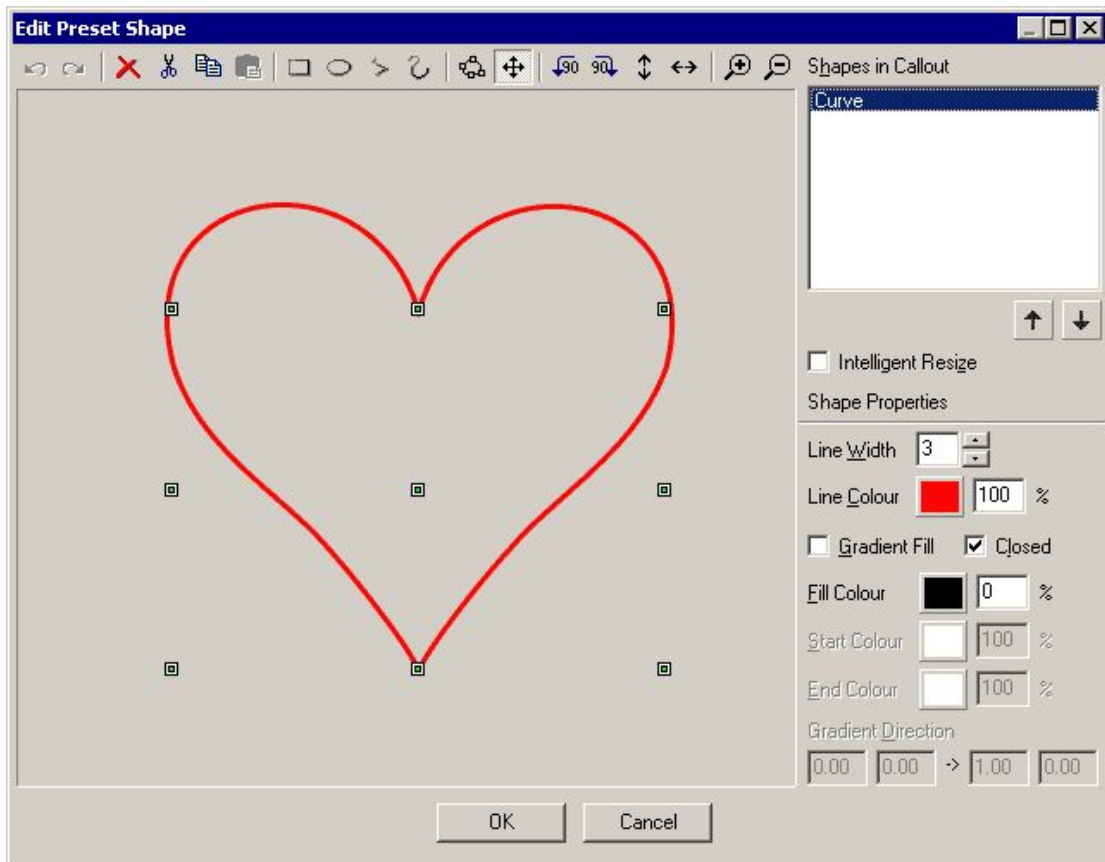 Edit Preset Shape
90 90
Shapes in Callout
Curve
Intelligent Resize
Shape Properties
Line Width 3
Line Colour 100 %
Gradient Fill Closed
Fill Colour 0 %
Start Colour 100 %
End Colour 100 %
Gradient Direction
0.00 0.00 -> 1.00 0.00
OK Cancel